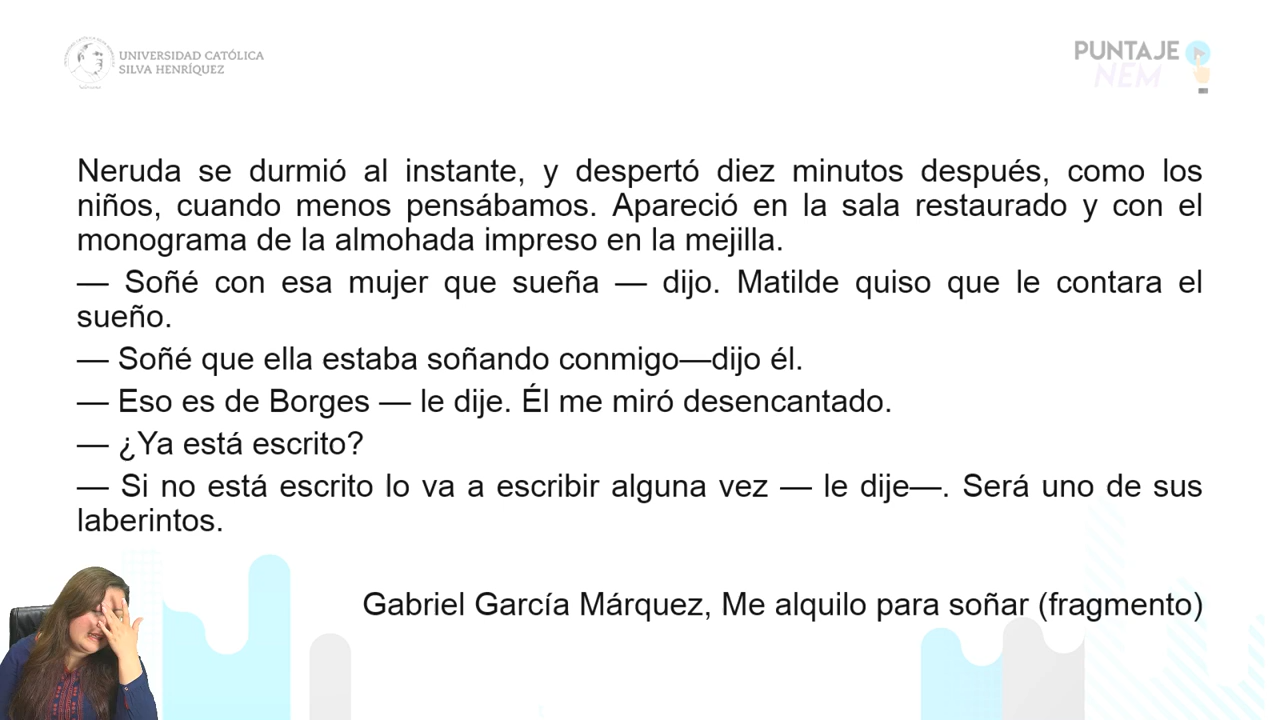 UNIVERSIDAD CATÓLICA
SILVA HENRÍQUEZ
PUNTAJE
NEM
Neruda se durmió al instante, y despertó diez minutos después, como los
niños, cuando menos pensábamos. Apareció en la sala restaurado y con el
monograma de la almohada impreso en la mejilla.
— Soñé con esa mujer que sueña — dijo. Matilde quiso que le contara el
sueño.
— Soñé que ella estaba soñando conmigo—dijo él.
— Eso es de Borges — le dije. Él me miró desencantado.
— ¿Ya está escrito?
— Si no está escrito lo va a escribir alguna vez — le dije—. Será uno de sus
laberintos.
Gabriel García Márquez, Me alquilo para soñar (fragmento)